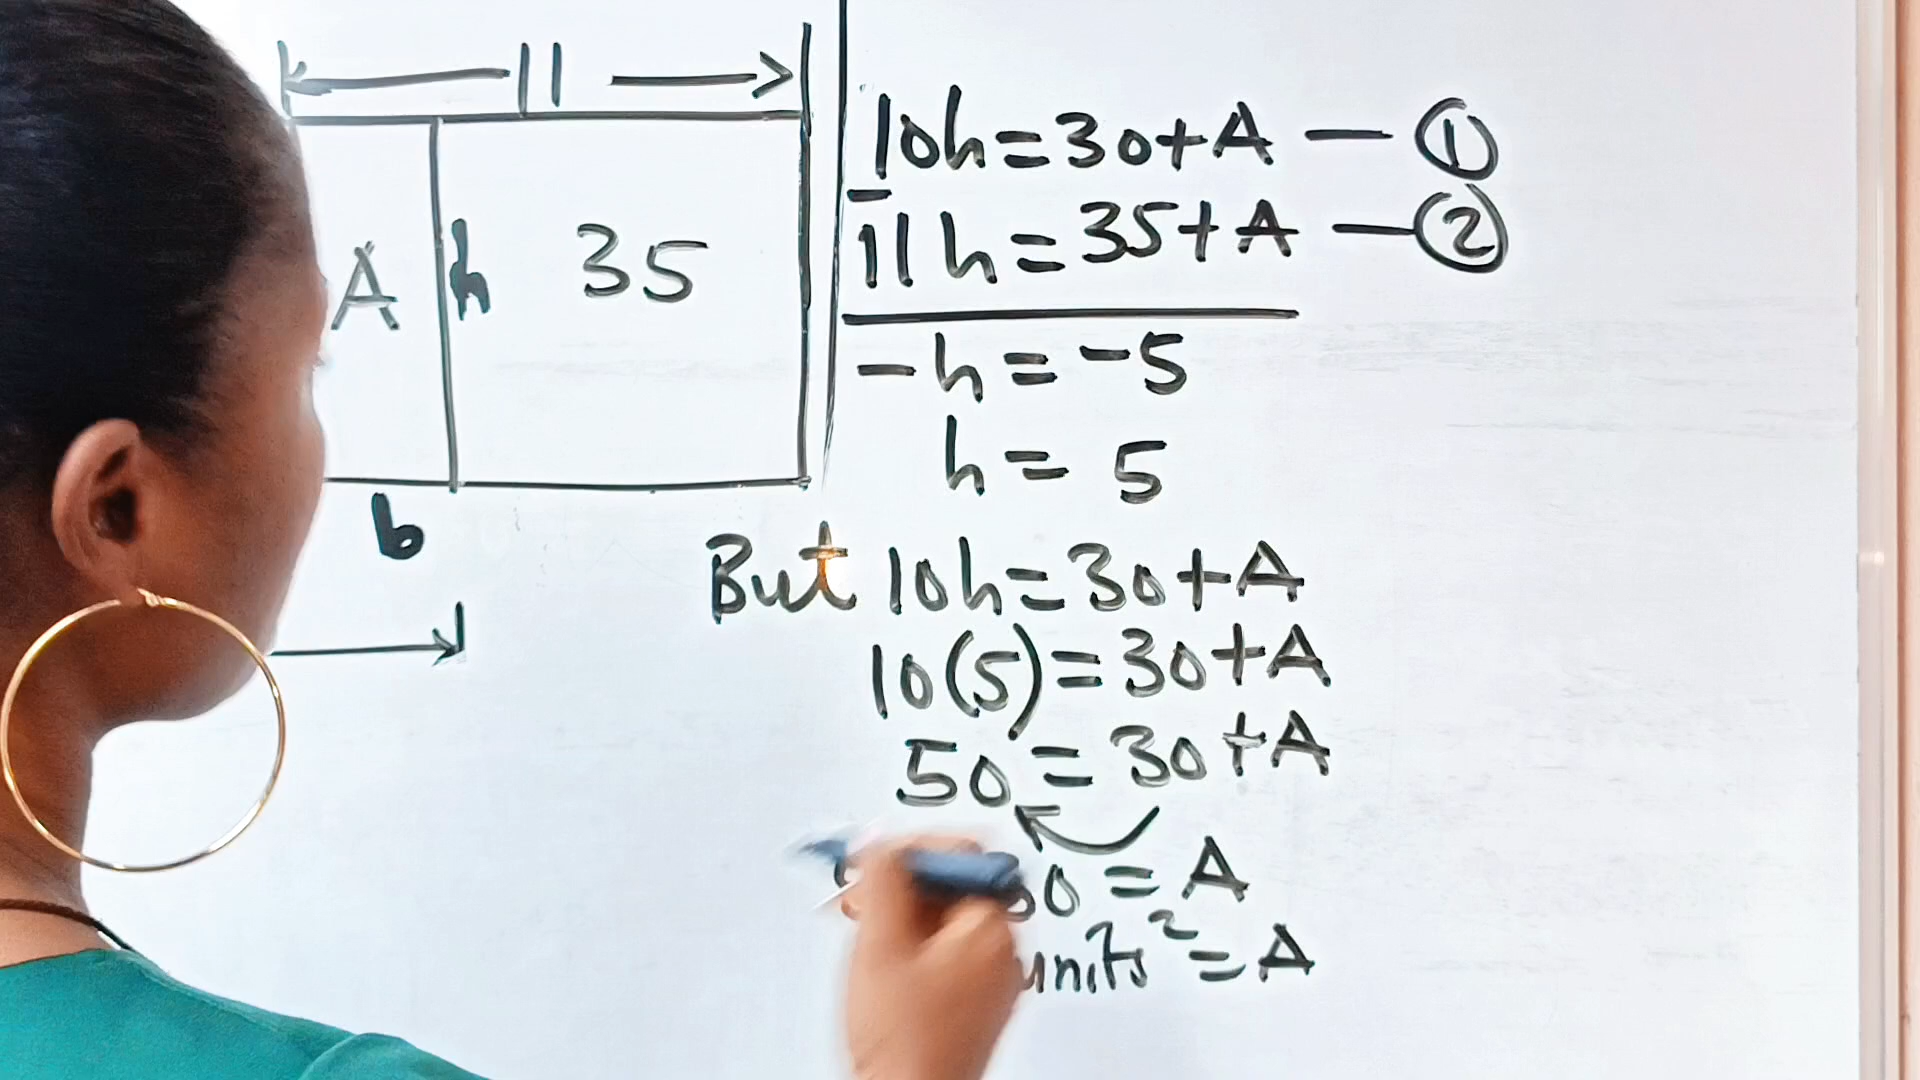 11
A h 35
b
10h=30+A — ①
–
11h=35+A — ②
-h=-5
h=5
But 10h=30+A
10(5)=30+A
50=30+A
=A
units²=A